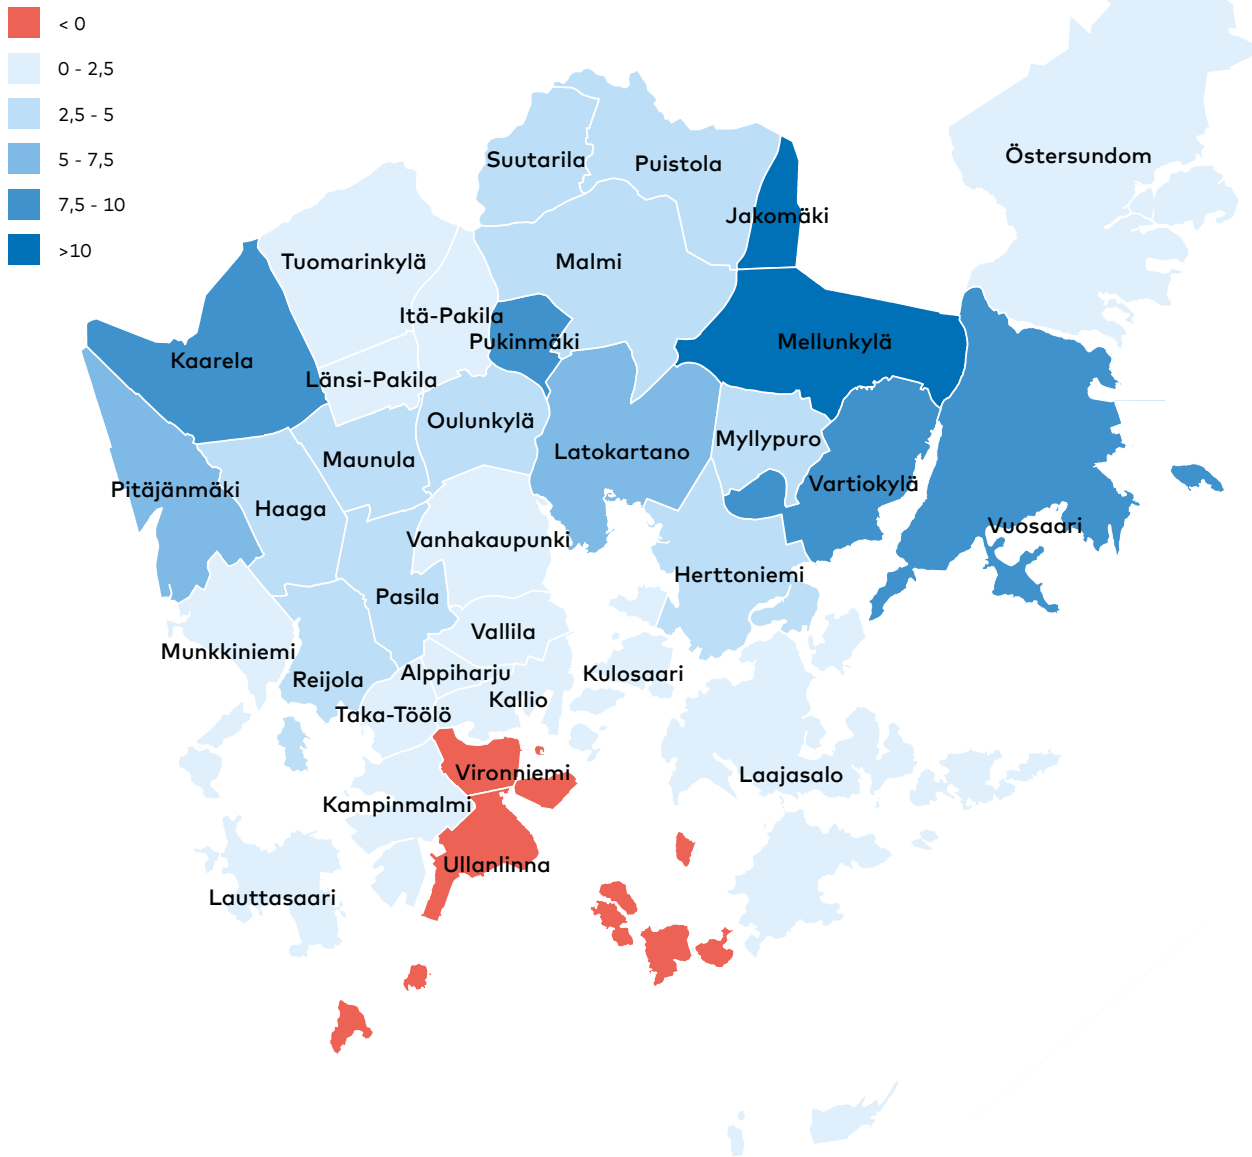 < 0
0 - 2,5
2,5 - 5
5 - 7,5
7,5 - 10
>10
Östersundom
Suutarila
Puistola
Jakomäki
Tuomarinkylä
Malmi
Itä-Pakila
Pukinmäki
Mellunkylä
Kaarela
Länsi-Pakila
Oulunkylä
Myllypuro
Latokartano
Maunula
Vartiokylä
Pitäjänmäki
Haaga
Vuosaari
Vanhakaupunki
Herttoniemi
Pasila
Vallila
Munkkiniemi
Alppiharju
Kulosaari
Reijola
Kallio
Taka-Töölö
Vironniemi
Laajasalo
Kampinmalmi
Ullanlinna
Lauttasaari